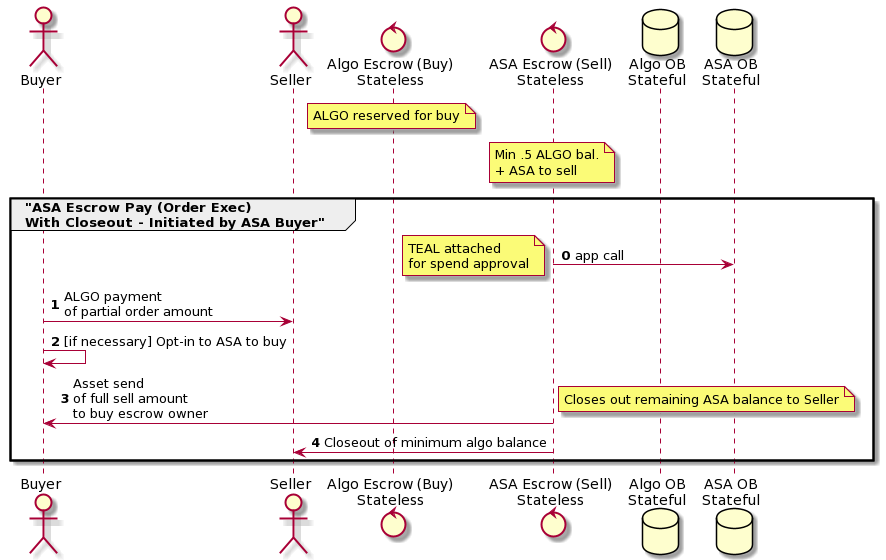 Buyer
Seller
Algo Escrow (Buy)
Stateless
ASA Escrow (Sell)
Stateless
Algo OB
Stateful
ASA OB
Stateful
ALGO reserved for buy
Min .5 ALGO bal.
+ ASA to sell
"ASA Escrow Pay (Order Exec)
With Closeout - Initiated by ASA Buyer"
TEAL attached
for spend approval
0 app call
1 ALGO payment
of partial order amount
2 [if necessary] Opt-in to ASA to buy
3 Asset send
of full sell amount
to buy escrow owner
Closes out remaining ASA balance to Seller
4 Closeout of minimum algo balance
Buyer
Seller
Algo Escrow (Buy)
Stateless
ASA Escrow (Sell)
Stateless
Algo OB
Stateful
ASA OB
Stateful